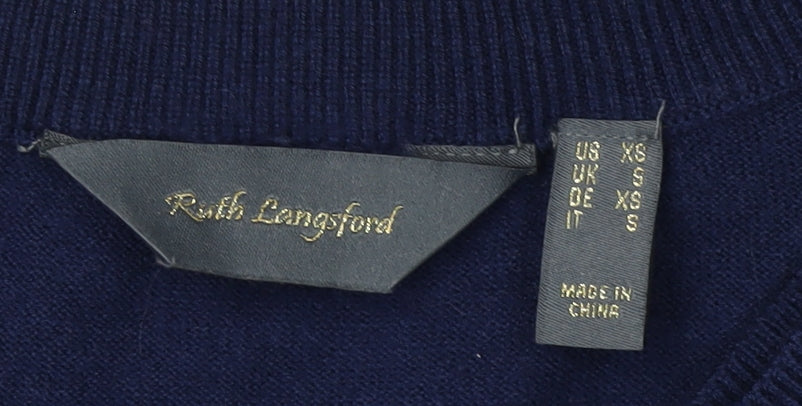 Ruth Langsford
US XS
UK S
DE XS
IT S
MADE IN
CHINA